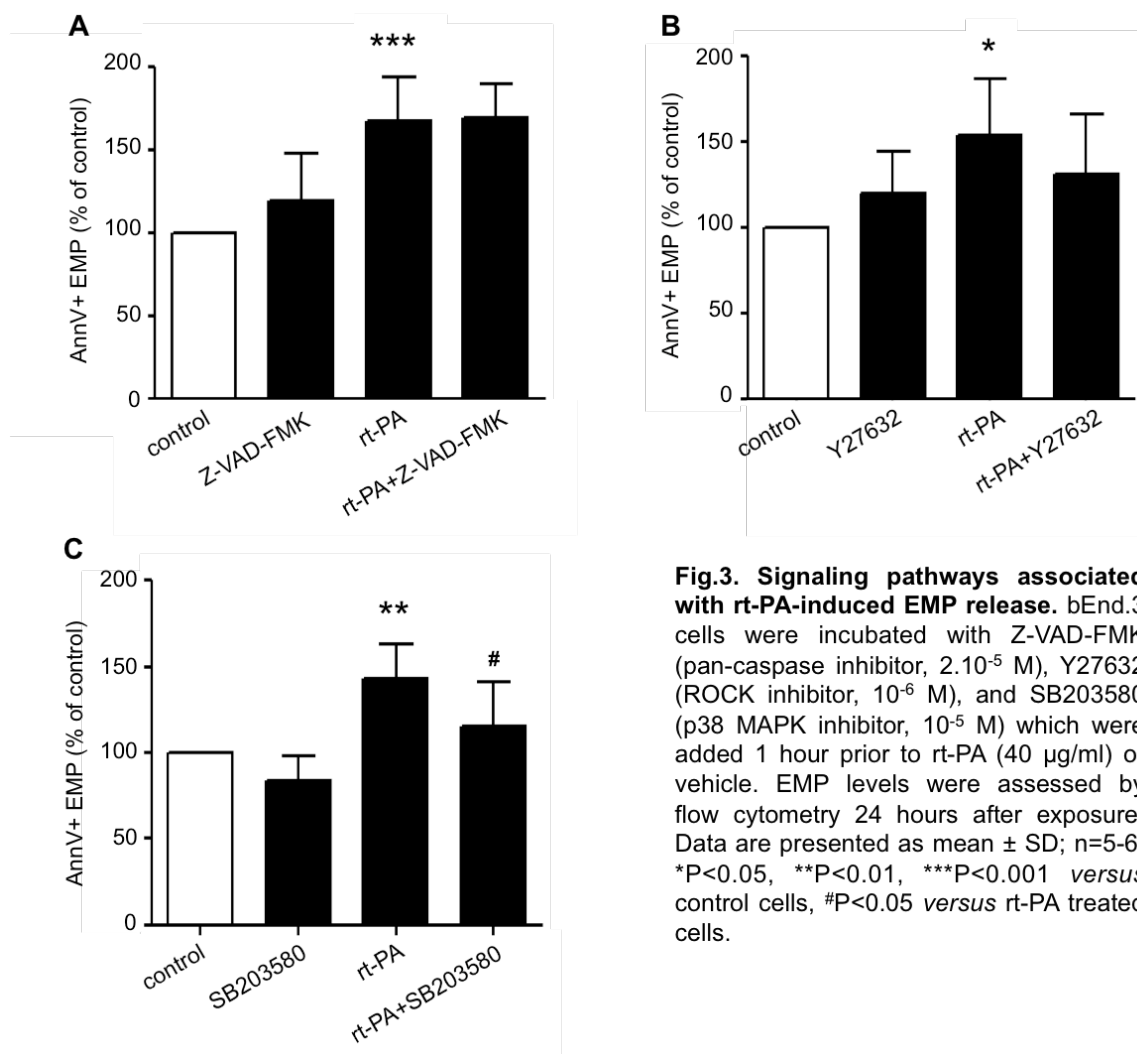 A
***
200
150
100
50
0
AnnV+ EMP (% of control)
control
Z-VAD-FMK
rt-PA
rt-PA+Z-VAD-FMK
B
*
200
150
100
50
0
AnnV+ EMP (% of control)
control
Y27632
rt-PA
rt-PA+Y27632
C
**
#
200
150
100
50
0
AnnV+ EMP (% of control)
control
SB203580
rt-PA
rt-PA+SB203580
Fig.3. Signaling pathways associated
with rt-PA-induced EMP release. bEnd.3
cells were incubated with Z-VAD-FMK
(pan-caspase inhibitor, 2.10⁻⁵ M), Y27632
(ROCK inhibitor, 10⁻⁶ M), and SB203580
(p38 MAPK inhibitor, 10⁻⁵ M) which were
added 1 hour prior to rt-PA (40 µg/ml) o
vehicle. EMP levels were assessed by
flow cytometry 24 hours after exposure
Data are presented as mean ± SD; n=5-6
*P<0.05, **P<0.01, ***P<0.001 versus
control cells, #P<0.05 versus rt-PA treated
cells.